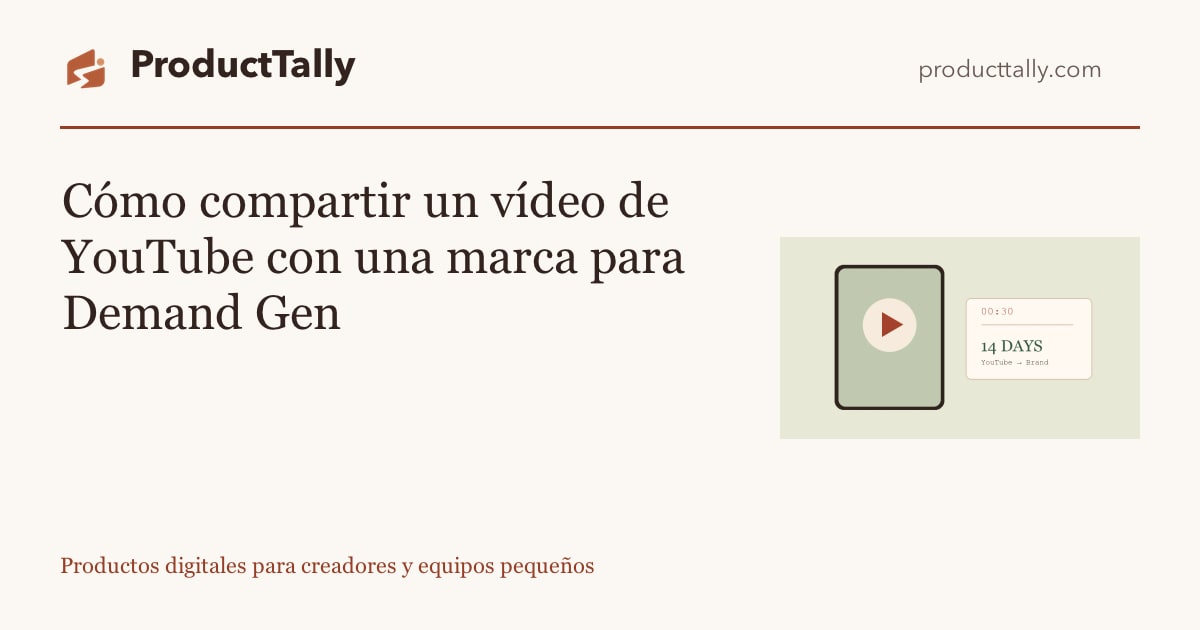 ProductTally
producttally.com
Cómo compartir un vídeo de
YouTube con una marca para
Demand Gen
00:30
14 DAYS
YouTube → Brand
Productos digitales para creadores y equipos pequeños